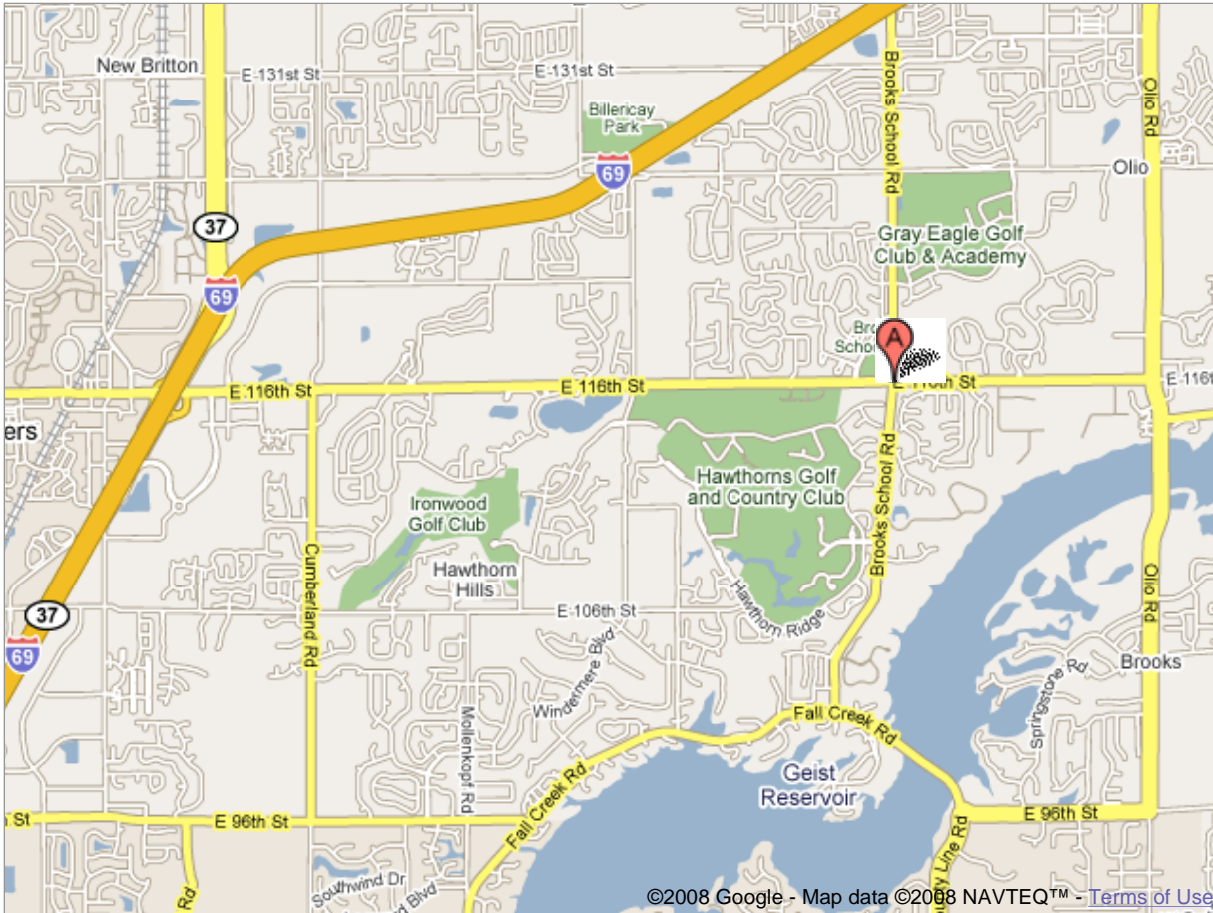 New Britton
E 131st St
E 131st St
Brooks School Rd
Olio Rd
Billericay
Park
69
Olio
37
Gray Eagle Golf
Club & Academy
69
A
E 116th St
E 116th St
ers
Hawthorns Golf
and Country Club
Ironwood
Golf Club
Brooks School Rd
Cumberland Rd
Hawthorn
Hills
Olio Rd
37
E 106th St
Hawthorn Ridge
69
Windermere Blvd
Brooks
Springstone Rd
Mollenkopf Rd
Fall Creek Rd
Geist
Reservoir
Fall Creek Rd
St
E 96th St
E 96th St
Southwind Dr
Blvd
Rd
Line Rd
©2008 Google - Map data ©2008 NAVTEQ™ - Terms of Use